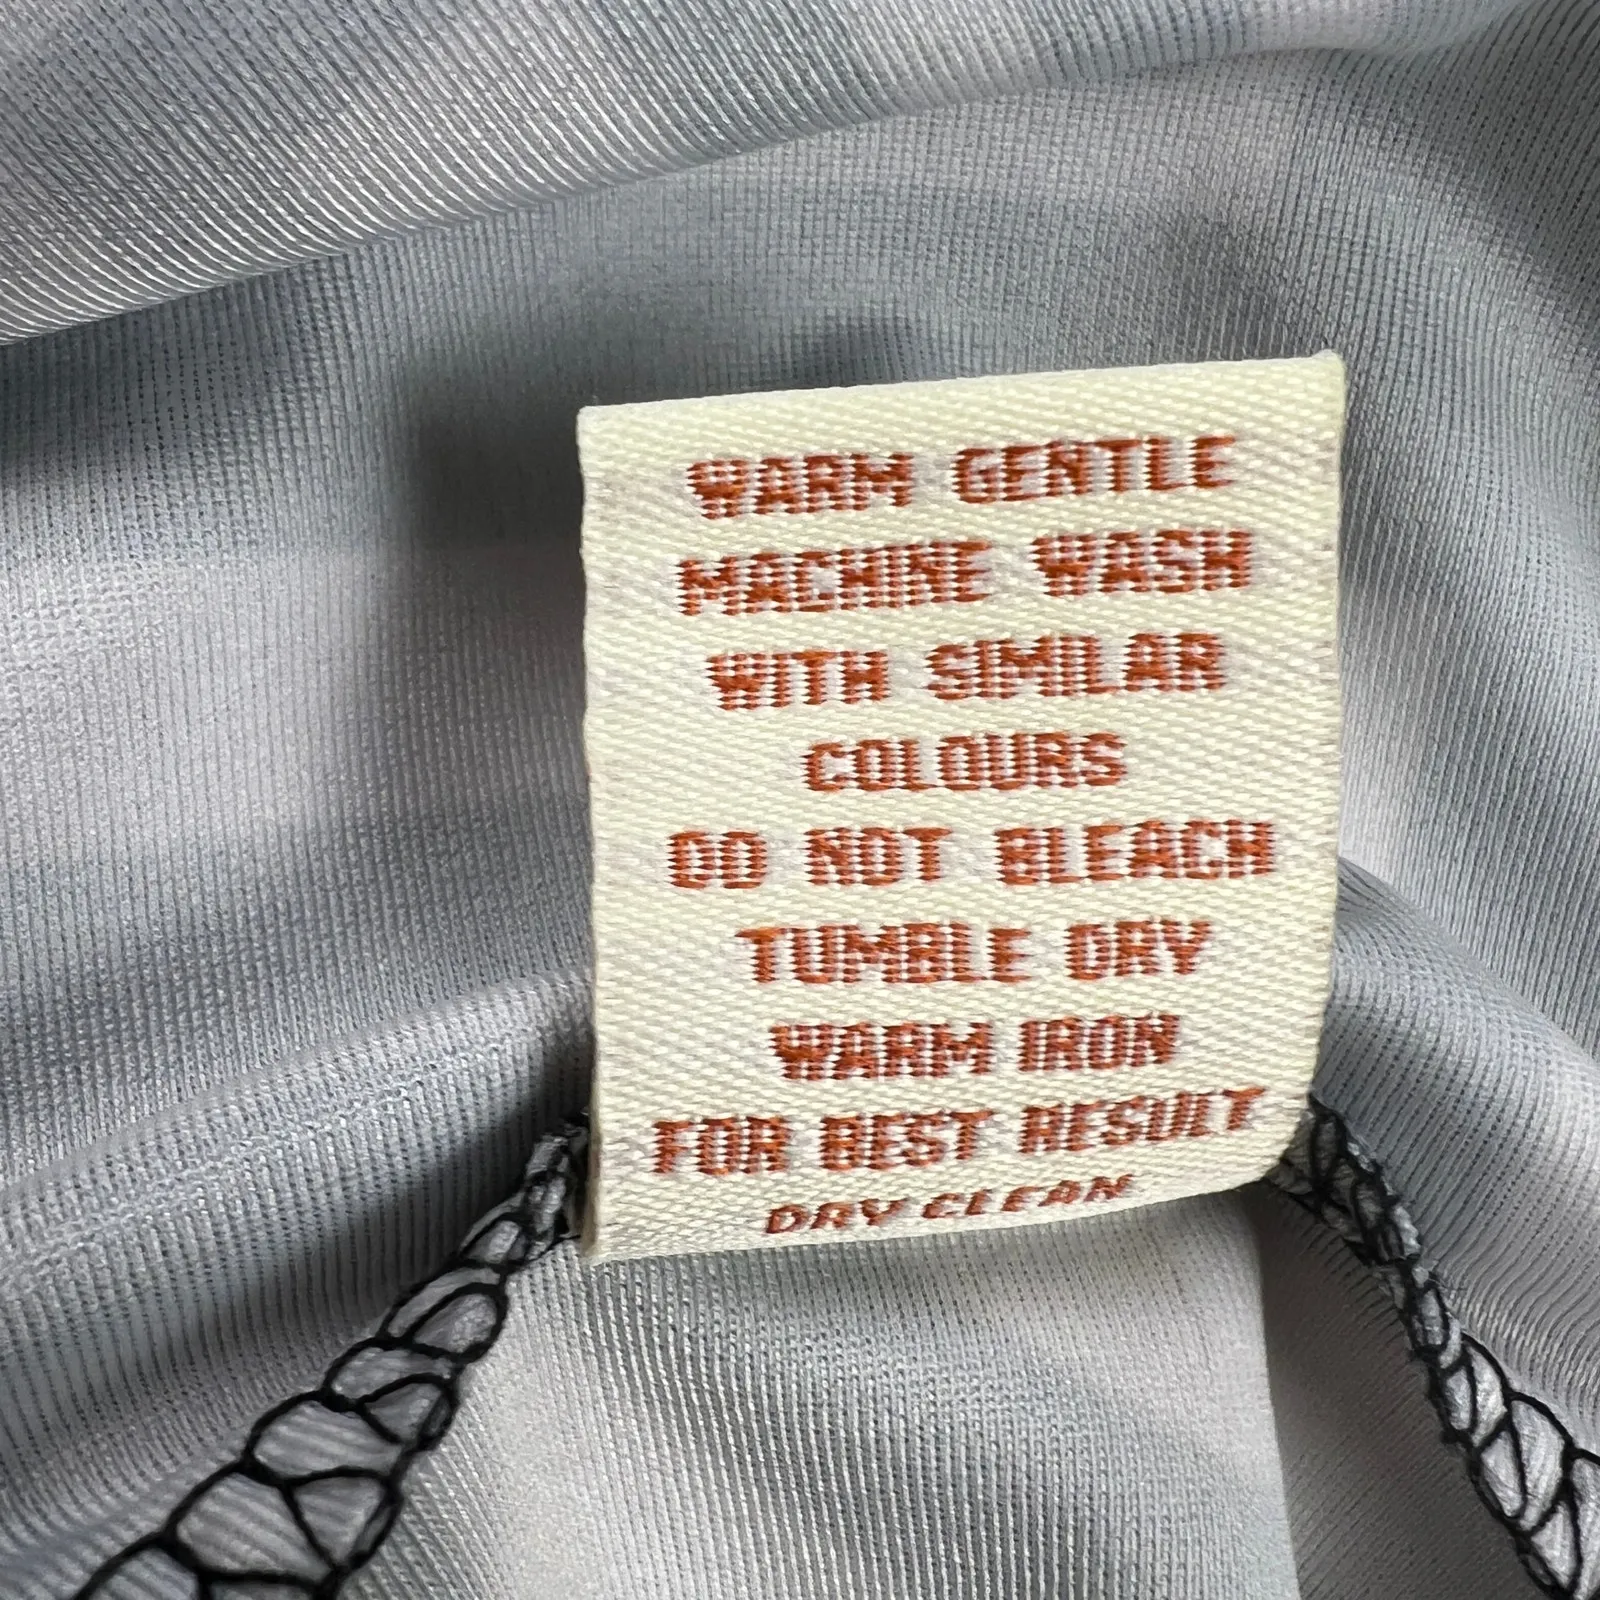 WARM GENTLE
MACHINE WASH
WITH SIMILAR
COLOURS
DO NOT BLEACH
TUMBLE DRY
WARM IRON
FOR BEST RESULT
DRY CLEAN